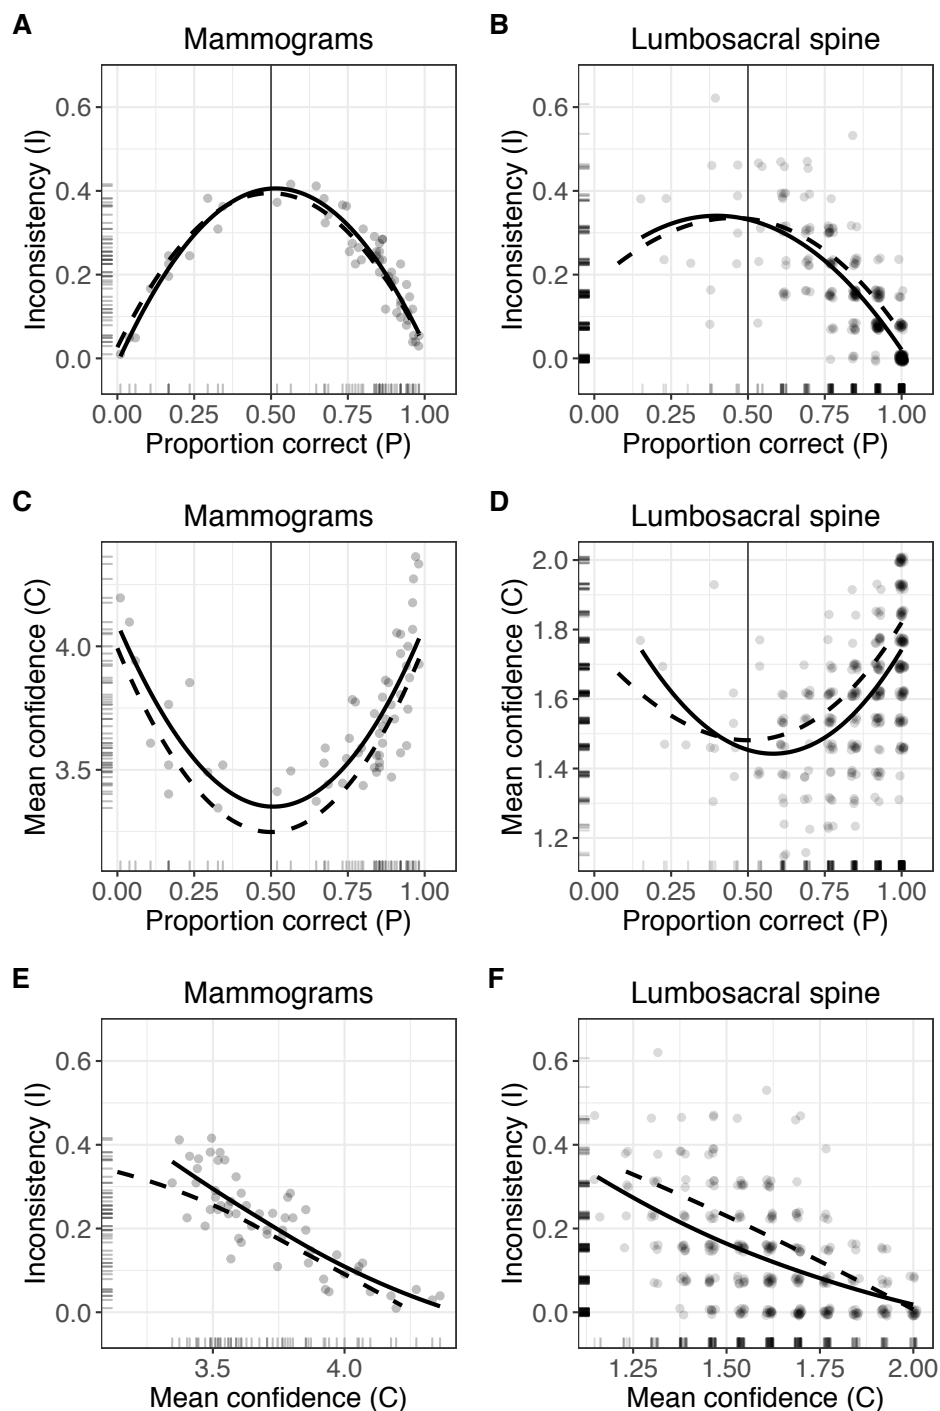 A
Mammograms
B
Lumbosacral spine
Inconsistency (I)
0.6
0.4
0.2
0.0
0.00 0.25 0.50 0.75 1.00
Proportion correct (P)
Inconsistency (I)
0.6
0.4
0.2
0.0
0.00 0.25 0.50 0.75 1.00
Proportion correct (P)
C
Mammograms
D
Lumbosacral spine
Mean confidence (C)
4.0
3.5
0.00 0.25 0.50 0.75 1.00
Proportion correct (P)
Mean confidence (C)
2.0
1.8
1.6
1.4
1.2
0.00 0.25 0.50 0.75 1.00
Proportion correct (P)
E
Mammograms
F
Lumbosacral spine
Inconsistency (I)
0.6
0.4
0.2
0.0
3.5 4.0
Mean confidence (C)
Inconsistency (I)
0.6
0.4
0.2
0.0
1.25 1.50 1.75 2.00
Mean confidence (C)